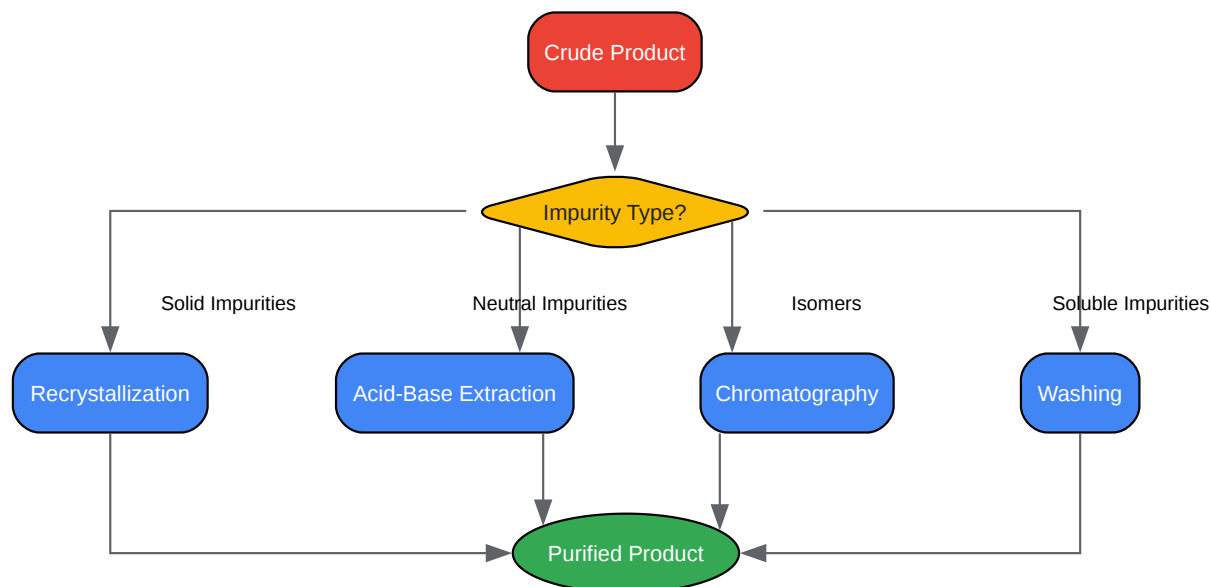 Crude Product
Impurity Type?
Solid Impurities
Neutral Impurities
Isomers
Soluble Impurities
Recrystallization
Acid-Base Extraction
Chromatography
Washing
Purified Product